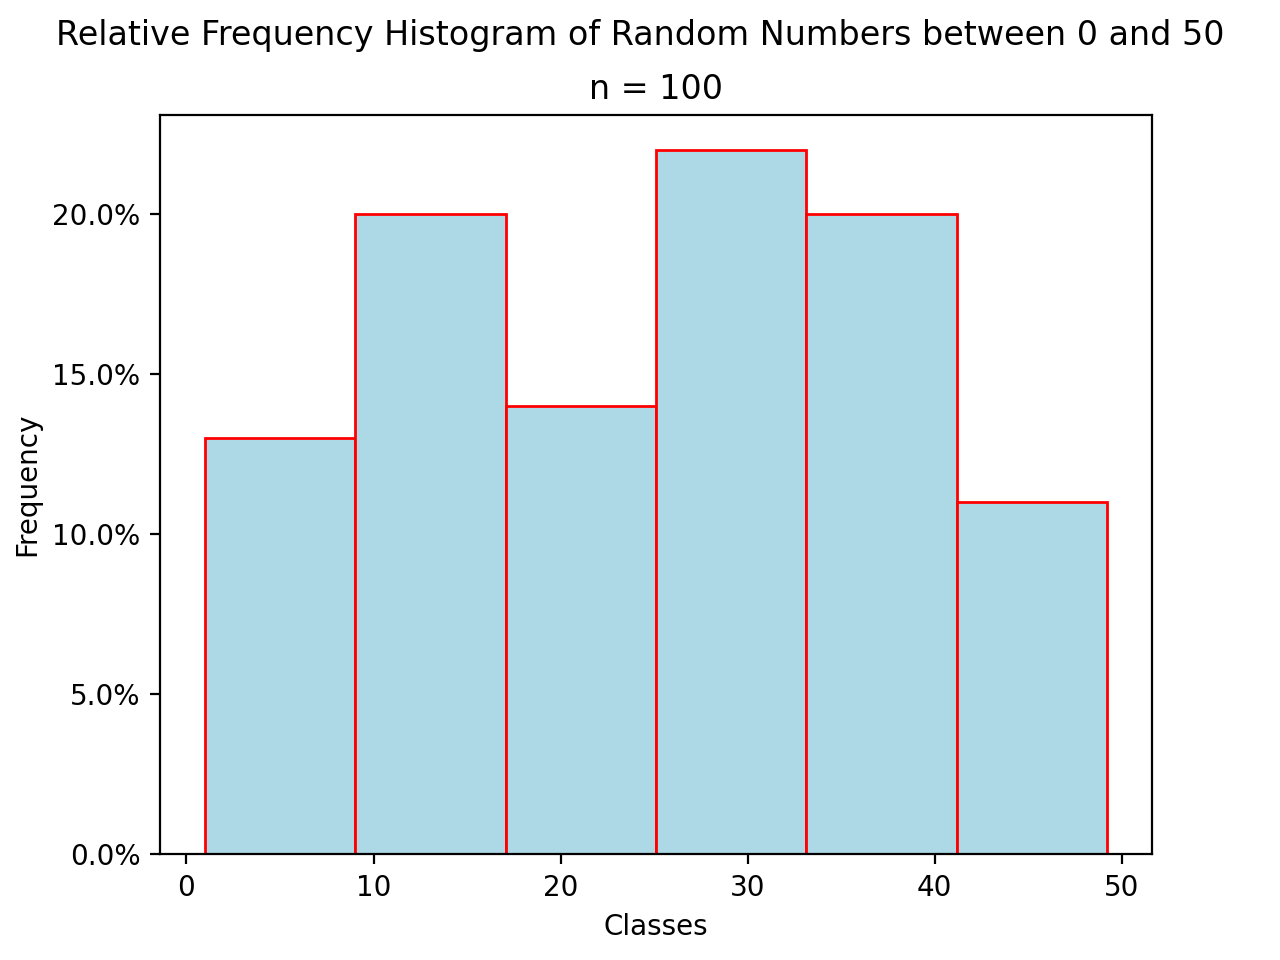 Relative Frequency Histogram of Random Numbers between 0 and 50
n = 100
Frequency
20.0%
15.0%
10.0%
5.0%
0.0%
0 10 20 30 40 50
Classes